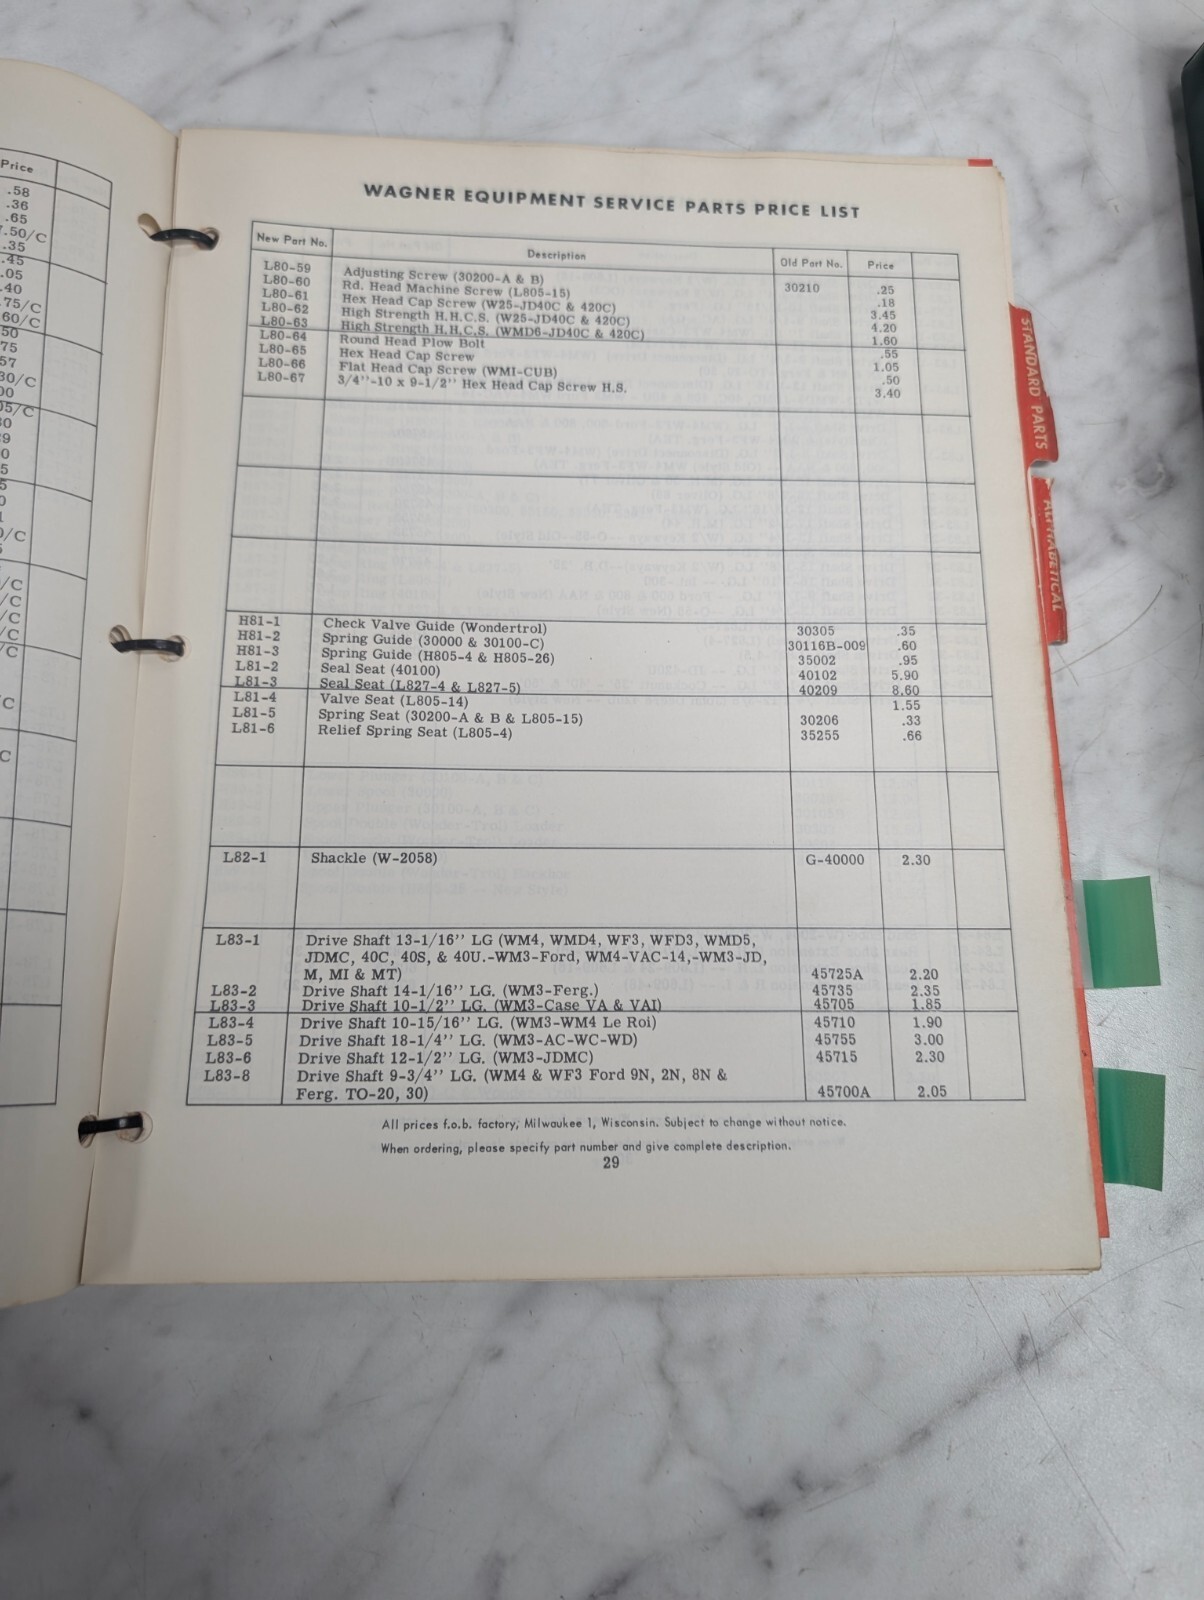 Price
.58
.36
.65
.50/C
.35
.45
.05
.40
.75/C
60/C
50
75
57
30/C
00
05/C
WAGNER EQUIPMENT SERVICE PARTS PRICE LIST
New Part No. Description Old Part No. Price
L80-59 Adjusting Screw (30200-A & B) 30210 .25
L80-60 Rd. Head Machine Screw (L805-15) .18
L80-61 Hex Head Cap Screw (W25-JD40C & 420C) 3.45
L80-62 High Strength H.H.C.S. (W25-JD40C & 420C) 4.20
L80-63 High Strength H.H.C.S. (WMD6-JD40C & 420C) 1.60
L80-64 Round Head Plow Bolt .55
L80-65 Hex Head Cap Screw 1.05
L80-66 Flat Head Cap Screw (WMI-CUB) .50
L80-67 3/4''-10 x 9-1/2'' Hex Head Cap Screw H.S. 3.40
H81-1 Check Valve Guide (Wondertrol) 30305 .35
H81-2 Spring Guide (30000 & 30100-C) 30116B-009 .60
H81-3 Spring Guide (H805-4 & H805-26) 35002 .95
L81-2 Seal Seat (40100) 40102 5.90
L81-3 Seal Seat (L827-4 & L827-5) 40209 8.60
L81-4 Valve Seat (L805-14) 1.55
L81-5 Spring Seat (30200-A & B & L805-15) 30206 .33
L81-6 Relief Spring Seat (L805-4) 35255 .66
L82-1 Shackle (W-2058) G-40000 2.30
L83-1 Drive Shaft 13-1/16'' LG (WM4, WMD4, WF3, WFD3, WMD5,
JDMC, 40C, 40S, & 40U.-WM3-Ford, WM4-VAC-14,-WM3-JD,
M, MI & MT) 45725A 2.20
L83-2 Drive Shaft 14-1/16'' LG. (WM3-Ferg.) 45735 2.35
L83-3 Drive Shaft 10-1/2'' LG. (WM3-Case VA & VAI) 45705 1.85
L83-4 Drive Shaft 10-15/16'' LG. (WM3-WM4 Le Roi) 45710 1.90
L83-5 Drive Shaft 18-1/4'' LG. (WM3-AC-WC-WD) 45755 3.00
L83-6 Drive Shaft 12-1/2'' LG. (WM3-JDMC) 45715 2.30
L83-8 Drive Shaft 9-3/4'' LG. (WM4 & WF3 Ford 9N, 2N, 8N &
Ferg. TO-20, 30) 45700A 2.05
All prices f.o.b. factory; Milwaukee 1, Wisconsin. Subject to change without notice.
When ordering, please specify part number and give complete description.
29
STANDARD PARTS
ALPHABETICAL